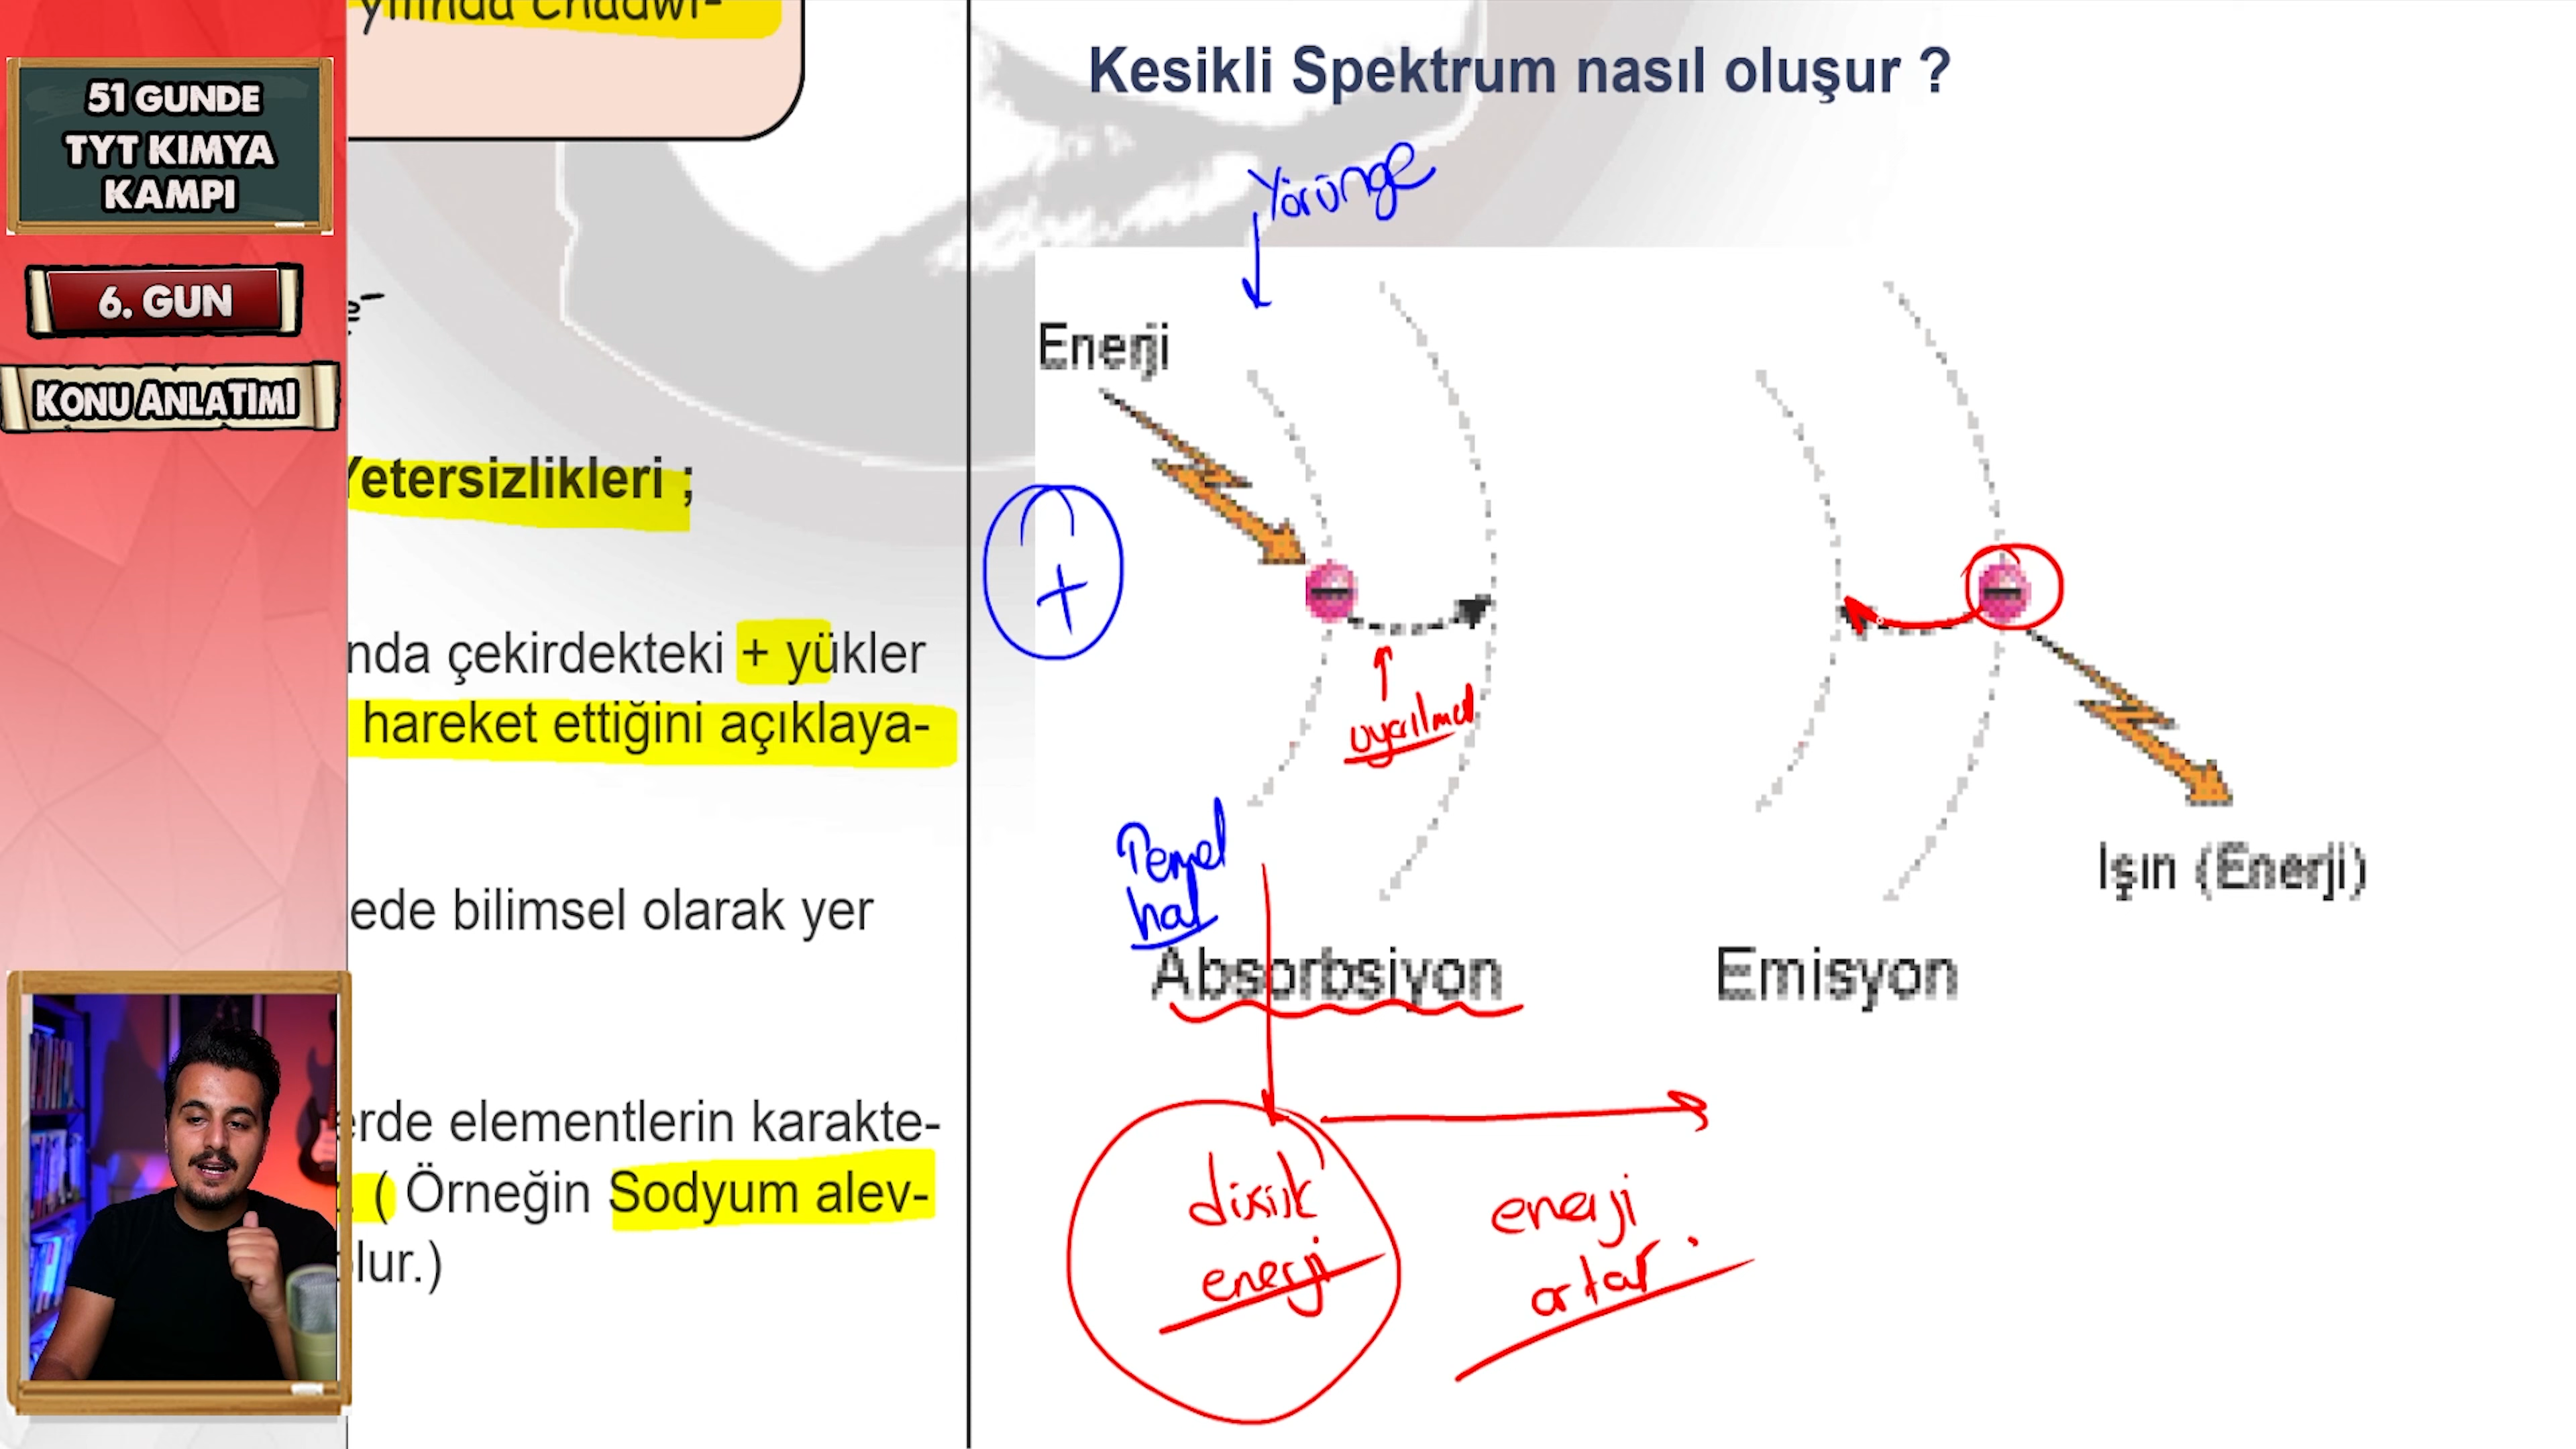 51 GUNDE
TYT KIMYA
KAMPI
6. GUN
KONU ANLATIMI
e⁻
Yetersizlikleri ;
nda çekirdekteki + yükler
hareket ettiğini açıklaya-
ede bilimsel olarak yer
erde elementlerin karakte-
( Örneğin Sodyum alev-
olur.)
Kesikli Spektrum nasıl oluşur ?
Yörünge
Enerji
+
uyarılma
Temel
hal
Işın (Enerji)
Absorbsiyon
Emisyon
düşük
enerji
enerji
artar.